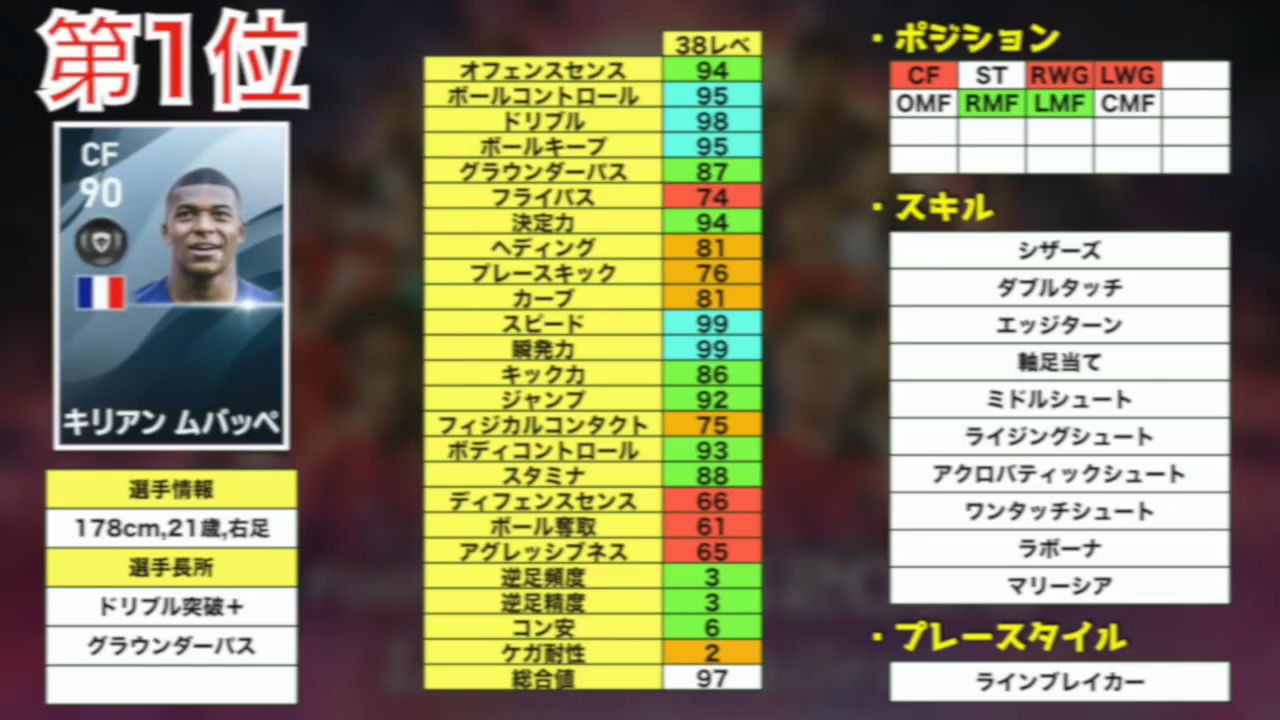 第1位
CF
90
キリアン ムバッペ
選手情報
178cm,21歳,右足
選手長所
ドリブル突破＋
グラウンダーパス
38レベ
オフェンスセンス 94
ボールコントロール 95
ドリブル 98
ボールキープ 95
グラウンダーパス 87
フライパス 74
決定力 94
ヘディング 81
プレースキック 76
カーブ 81
スピード 99
瞬発力 99
キック力 86
ジャンプ 92
フィジカルコンタクト 75
ボディコントロール 93
スタミナ 88
ディフェンスセンス 66
ボール奪取 61
アグレッシブネス 65
逆足頻度 3
逆足精度 3
コン安 6
ケガ耐性 2
総合値 97
・ポジション
CF ST RWG LWG
OMF RMF LMF CMF
・スキル
シザーズ
ダブルタッチ
エッジターン
軸足当て
ミドルシュート
ライジングシュート
アクロバティックシュート
ワンタッチシュート
ラボーナ
マリーシア
・プレースタイル
ラインブレイカー